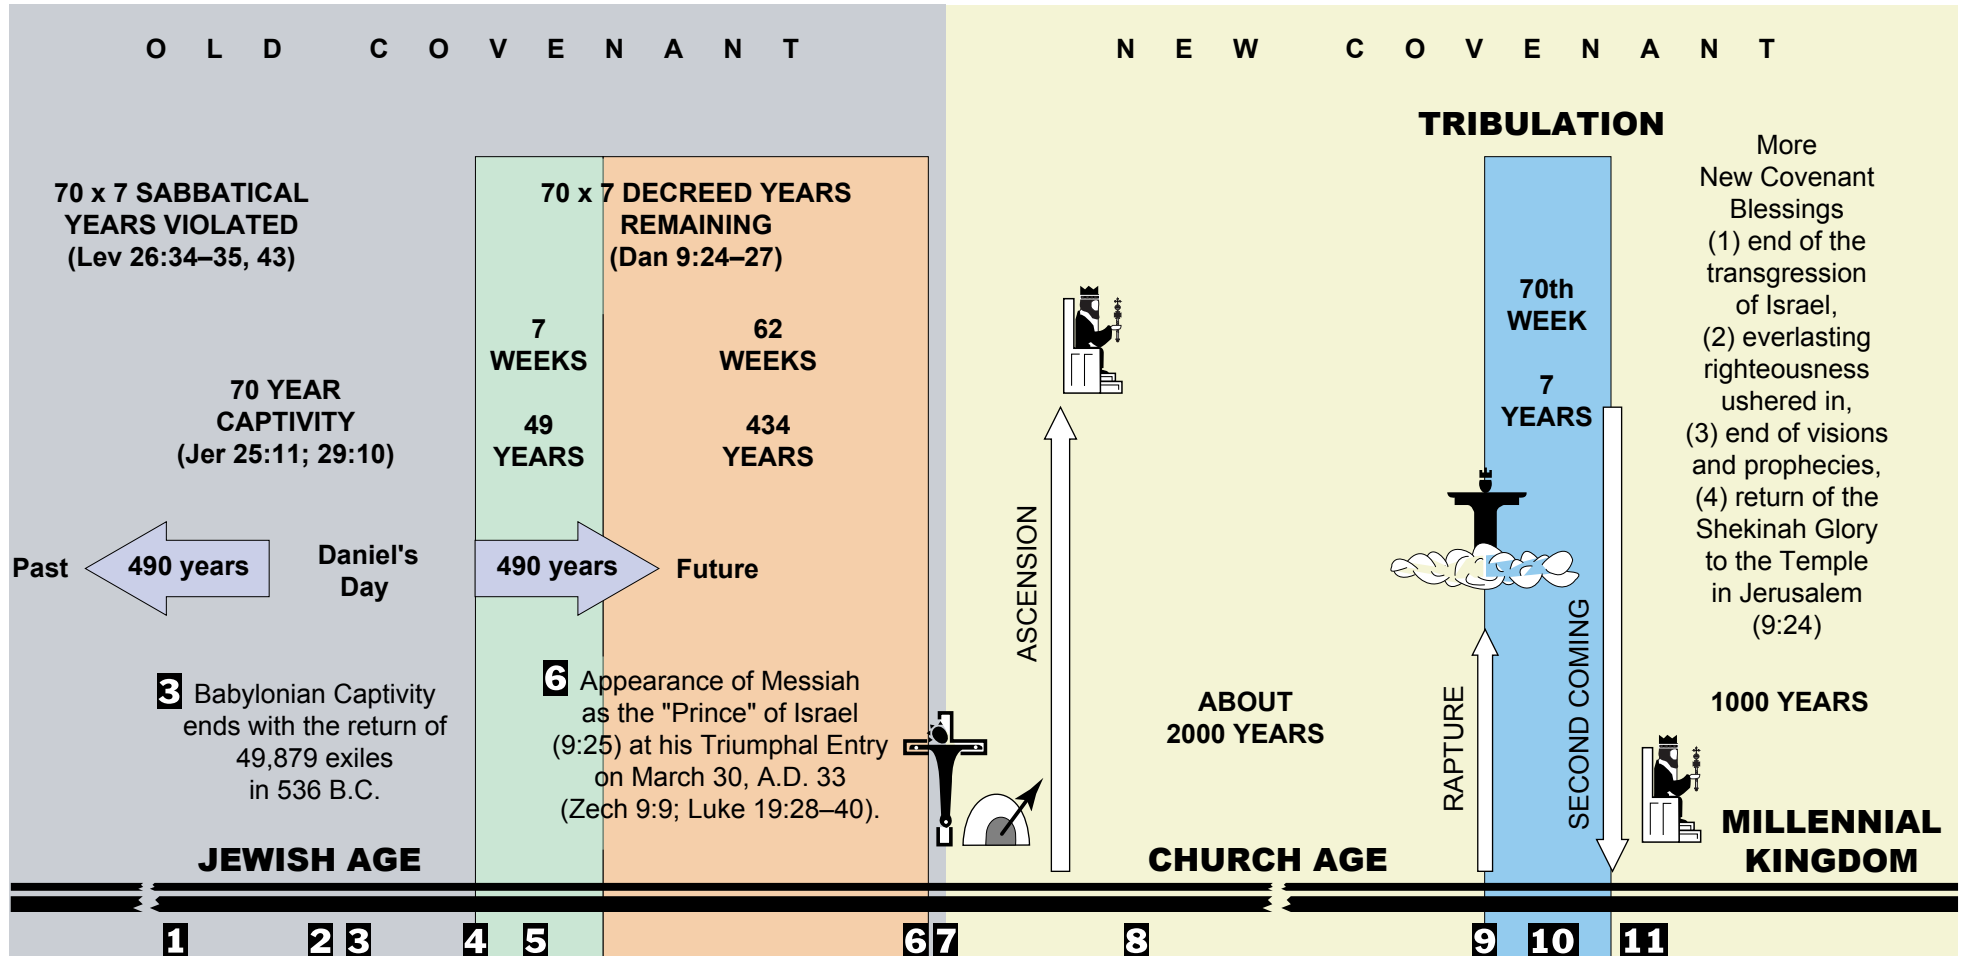 OLD COVENANT
NEW COVENANT
TRIBULATION
70 x 7 SABBATICAL
YEARS VIOLATED
(Lev 26:34–35, 43)
70 x 7 DECREED YEARS
REMAINING
(Dan 9:24–27)
7
WEEKS
62
WEEKS
70 YEAR
CAPTIVITY
(Jer 25:11; 29:10)
49
YEARS
434
YEARS
Past
490 years
Daniel's
Day
490 years
Future
3 Babylonian Captivity
ends with the return of
49,879 exiles
in 536 B.C.
6 Appearance of Messiah
as the "Prince" of Israel
(9:25) at his Triumphal Entry
on March 30, A.D. 33
(Zech 9:9; Luke 19:28–40).
JEWISH AGE
ASCENSION
ABOUT
2000 YEARS
CHURCH AGE
RAPTURE
70th
WEEK
7
YEARS
SECOND COMING
More
New Covenant
Blessings
(1) end of the
transgression
of Israel,
(2) everlasting
righteousness
ushered in,
(3) end of visions
and prophecies,
(4) return of the
Shekinah Glory
to the Temple
in Jerusalem
(9:24)
1000 YEARS
MILLENNIAL
KINGDOM
1 2 3 4 5 6 7 8 9 10 11